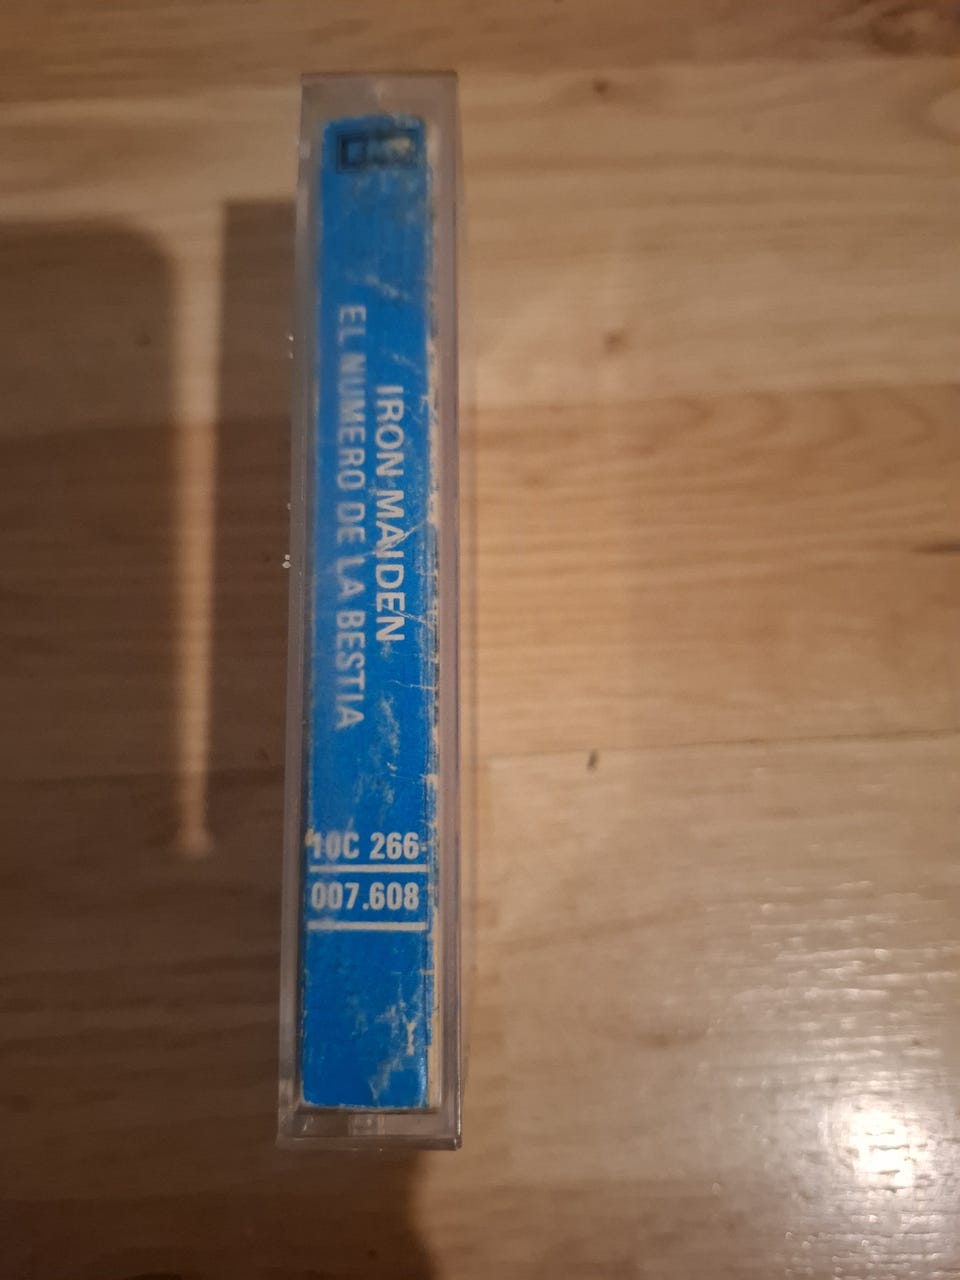 IRON MAIDEN
EL NUMERO DE LA BESTIA
10C 266-
007.608